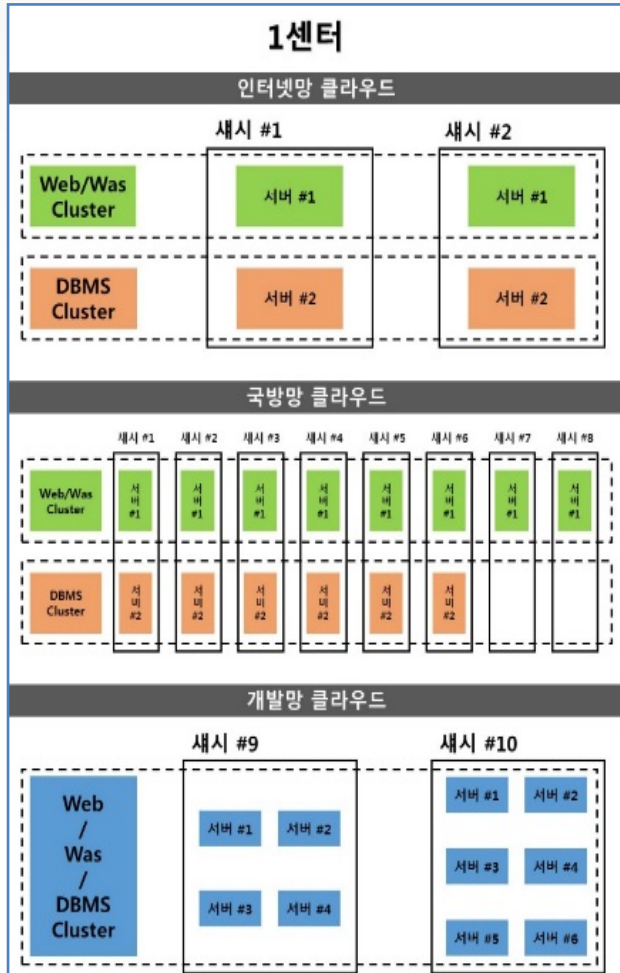 1센터
인터넷망 클라우드
섀시 #1 섀시 #2
Web/Was
Cluster
서버 #1 서버 #1
DBMS
Cluster
서버 #2 서버 #2
국방망 클라우드
섀시 #1 섀시 #2 섀시 #3 섀시 #4 섀시 #5 섀시 #6 섀시 #7 섀시 #8
Web/Was
Cluster
서버 #1 서버 #1 서버 #1 서버 #1 서버 #1 서버 #1 서버 #1 서버 #1
DBMS
Cluster
서버 #2 서버 #2 서버 #2 서버 #2 서버 #2 서버 #2
개발망 클라우드
섀시 #9 섀시 #10
Web
/
Was
/
DBMS
Cluster
서버 #1 서버 #2
서버 #3 서버 #4
서버 #1 서버 #2
서버 #3 서버 #4
서버 #5 서버 #6